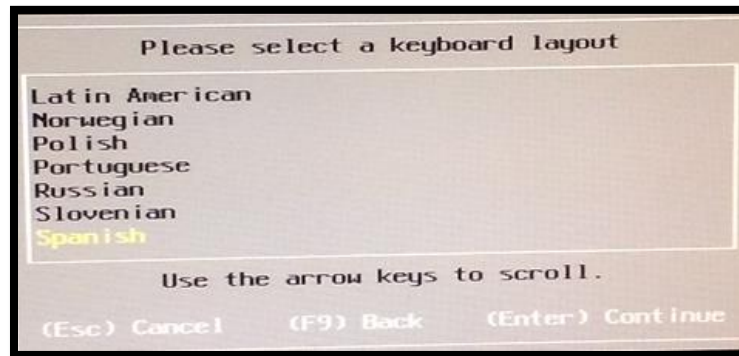 Please select a keyboard layout
Latin American
Norwegian
Polish
Portuguese
Russian
Slovenian
Spanish
Use the arrow keys to scroll.
(Esc) Cancel (F9) Back (Enter) Continue